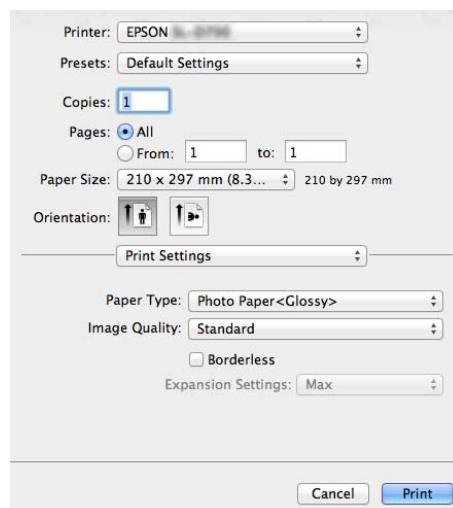 Printer: EPSON
Presets: Default Settings
Copies: 1
Pages: All
From: 1 to: 1
Paper Size: 210 x 297 mm (8.3... 210 by 297 mm
Orientation:
Print Settings
Paper Type: Photo Paper<Glossy>
Image Quality: Standard
Borderless
Expansion Settings: Max
Cancel Print